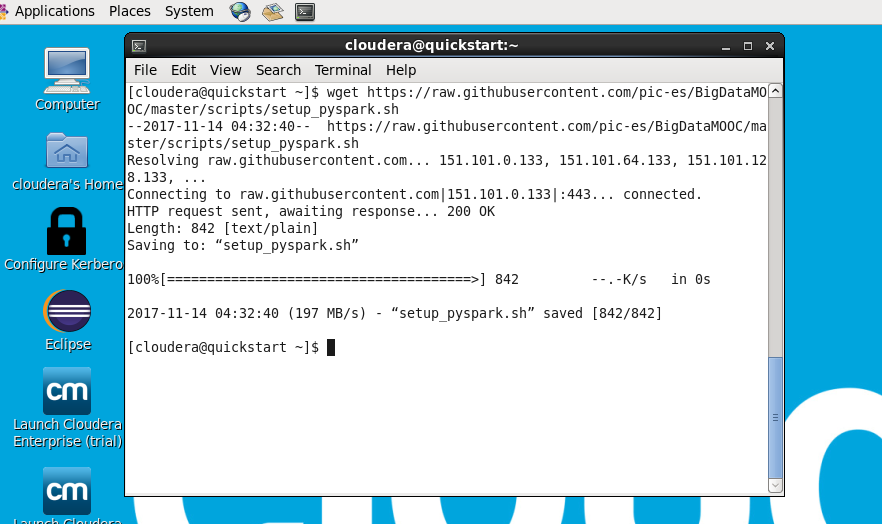 Applications Places System
cloudera@quickstart:~
File Edit View Search Terminal Help
[cloudera@quickstart ~]$ wget https://raw.githubusercontent.com/pic-es/BigDataMO
OC/master/scripts/setup_pyspark.sh
--2017-11-14 04:32:40--  https://raw.githubusercontent.com/pic-es/BigDataMOOC/ma
ster/scripts/setup_pyspark.sh
Resolving raw.githubusercontent.com... 151.101.0.133, 151.101.64.133, 151.101.12
8.133, ...
Connecting to raw.githubusercontent.com|151.101.0.133|:443... connected.
HTTP request sent, awaiting response... 200 OK
Length: 842 [text/plain]
Saving to: “setup_pyspark.sh”
100%[======================================>] 842         --.-K/s   in 0s
2017-11-14 04:32:40 (197 MB/s) - “setup_pyspark.sh” saved [842/842]
[cloudera@quickstart ~]$
Computer
cloudera's Home
Configure Kerbero
Eclipse
cm
Launch Cloudera
Enterprise (trial)
cm
Launch Cloudera